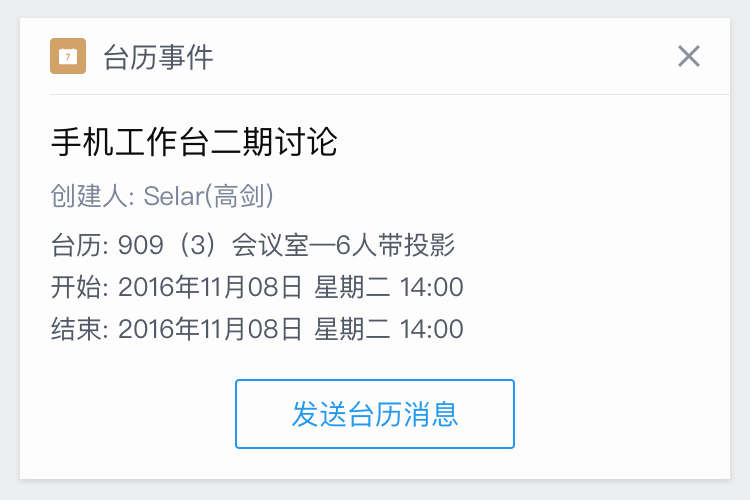 7
台历事件
手机工作台二期讨论
创建人: Selar(高剑)
台历: 909（3）会议室—6人带投影
开始: 2016年11月08日 星期二 14:00
结束: 2016年11月08日 星期二 14:00
发送台历消息